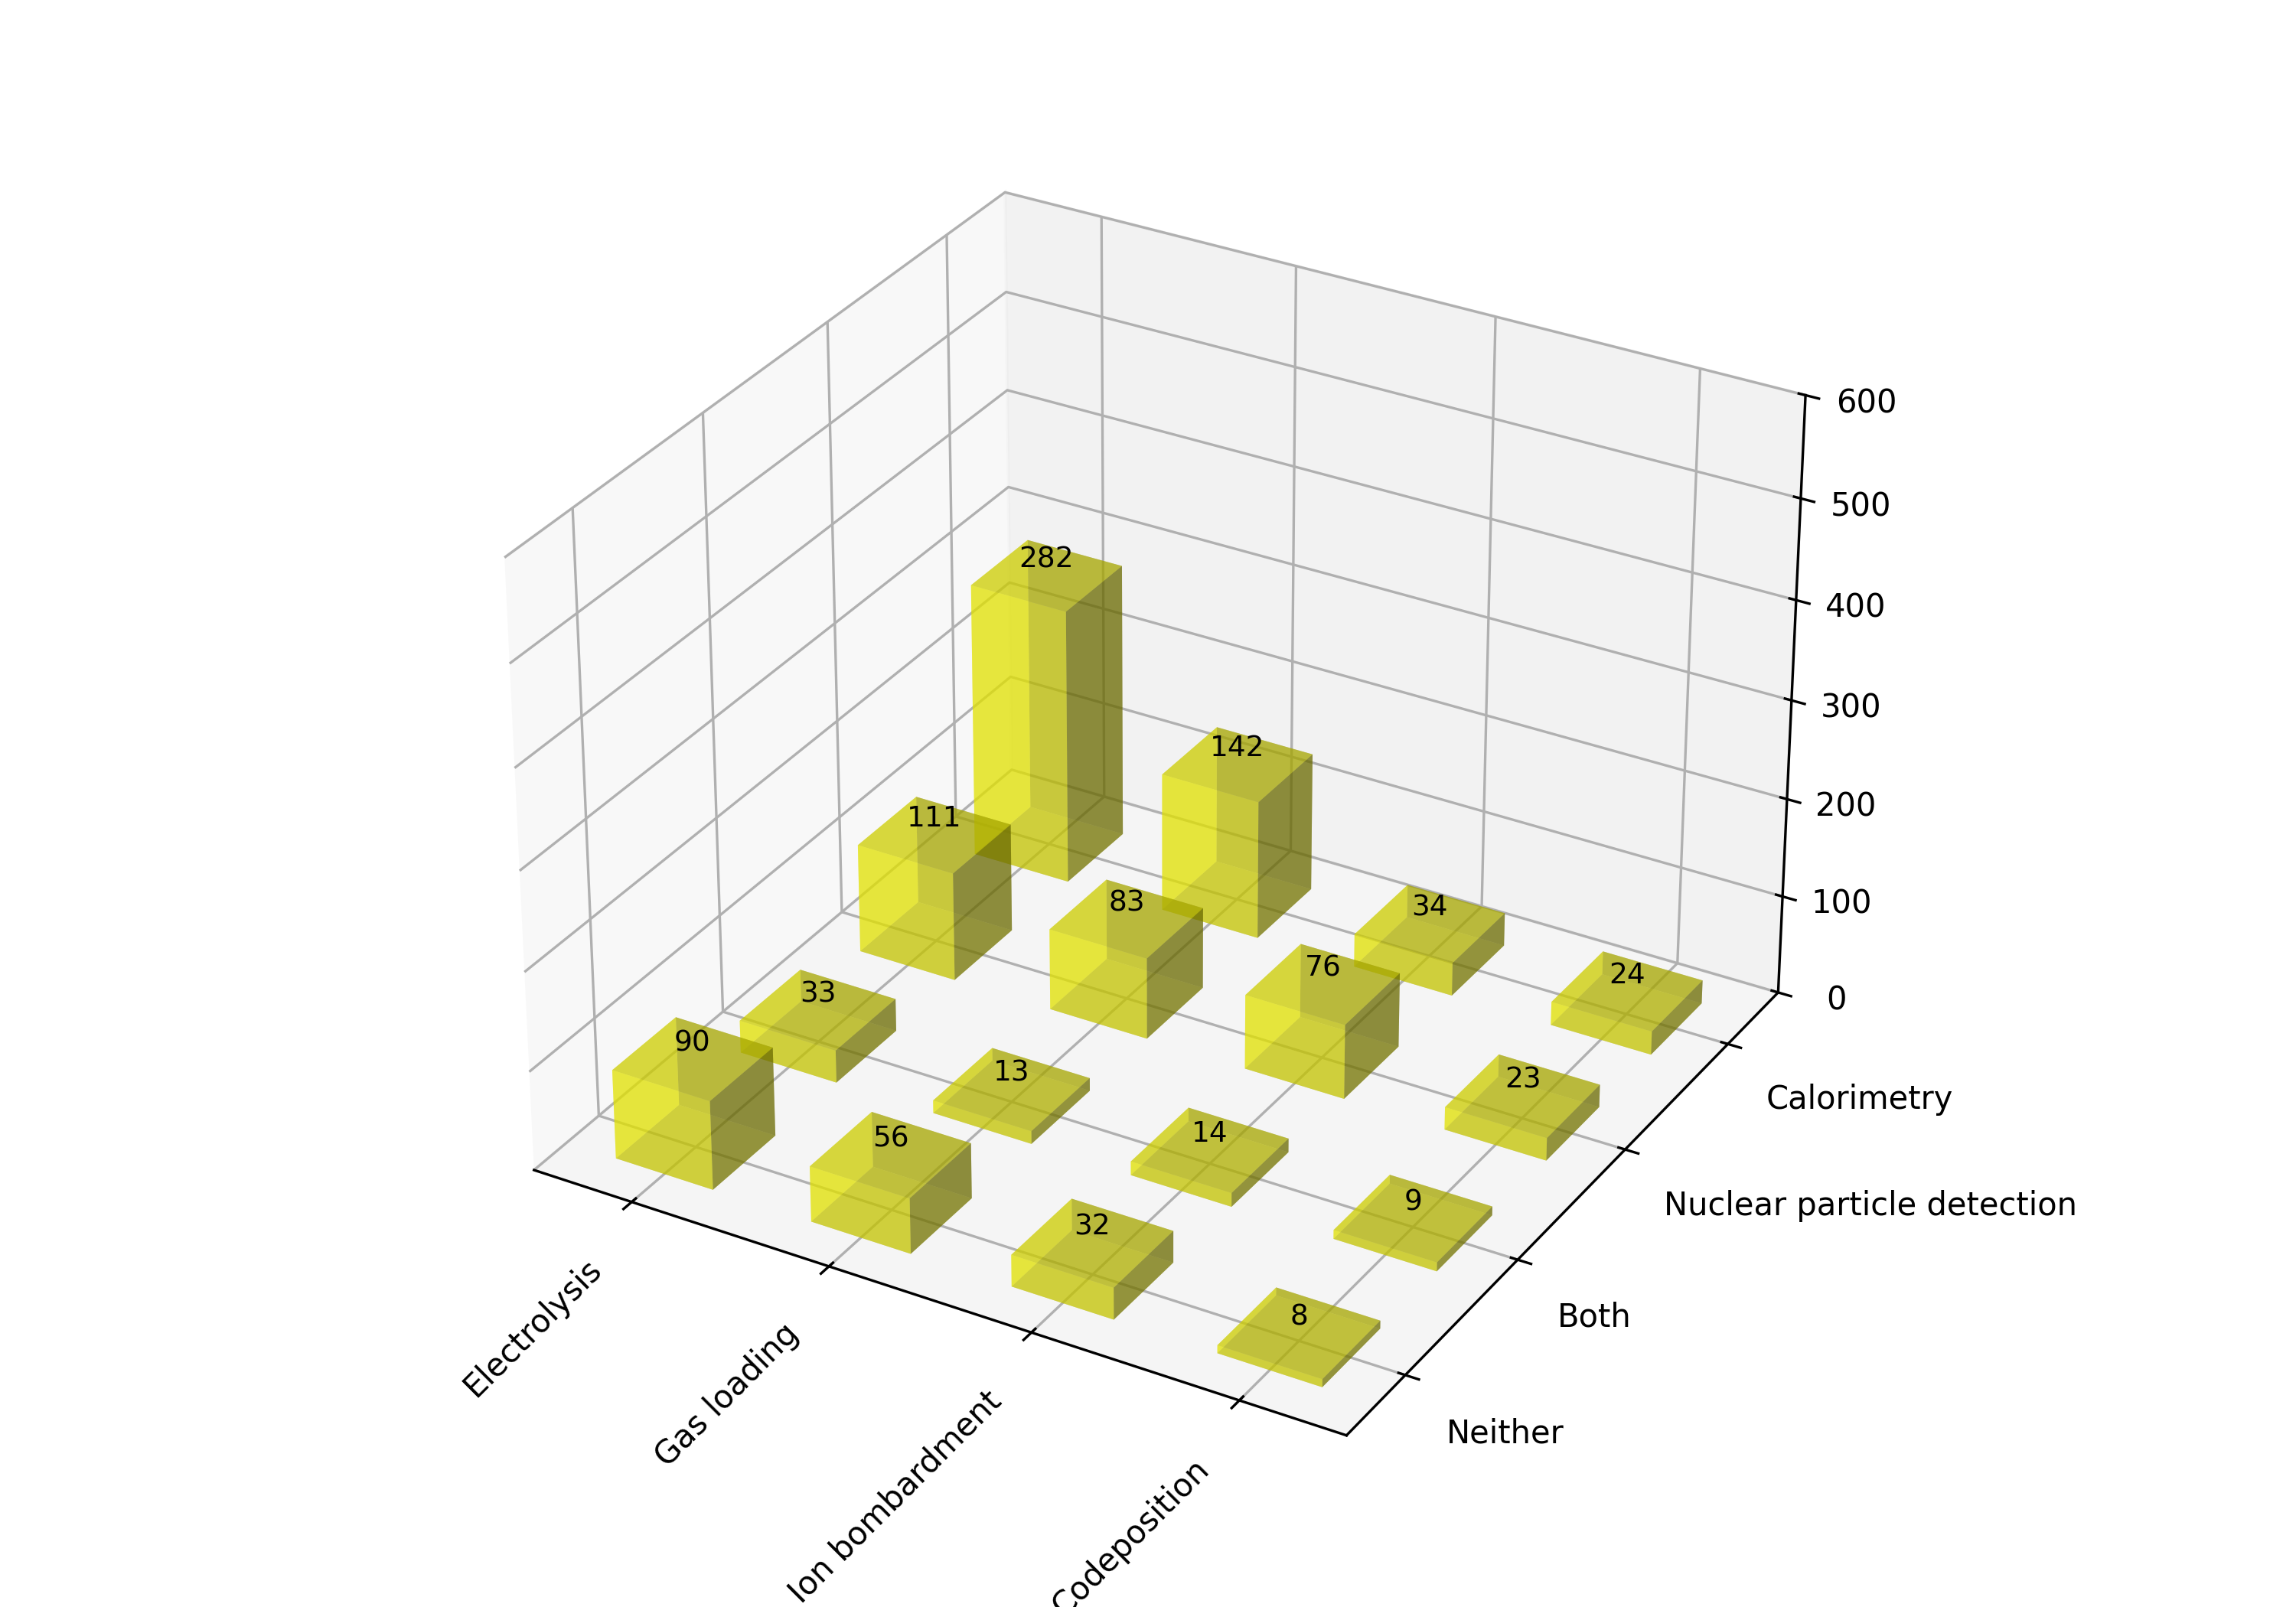 600
500
400
300
200
100
0
282
142
111
34
83
24
76
33
23
90
13
14
9
56
32
8
Calorimetry
Nuclear particle detection
Both
Neither
Electrolysis
Gas loading
Ion bombardment
Codeposition